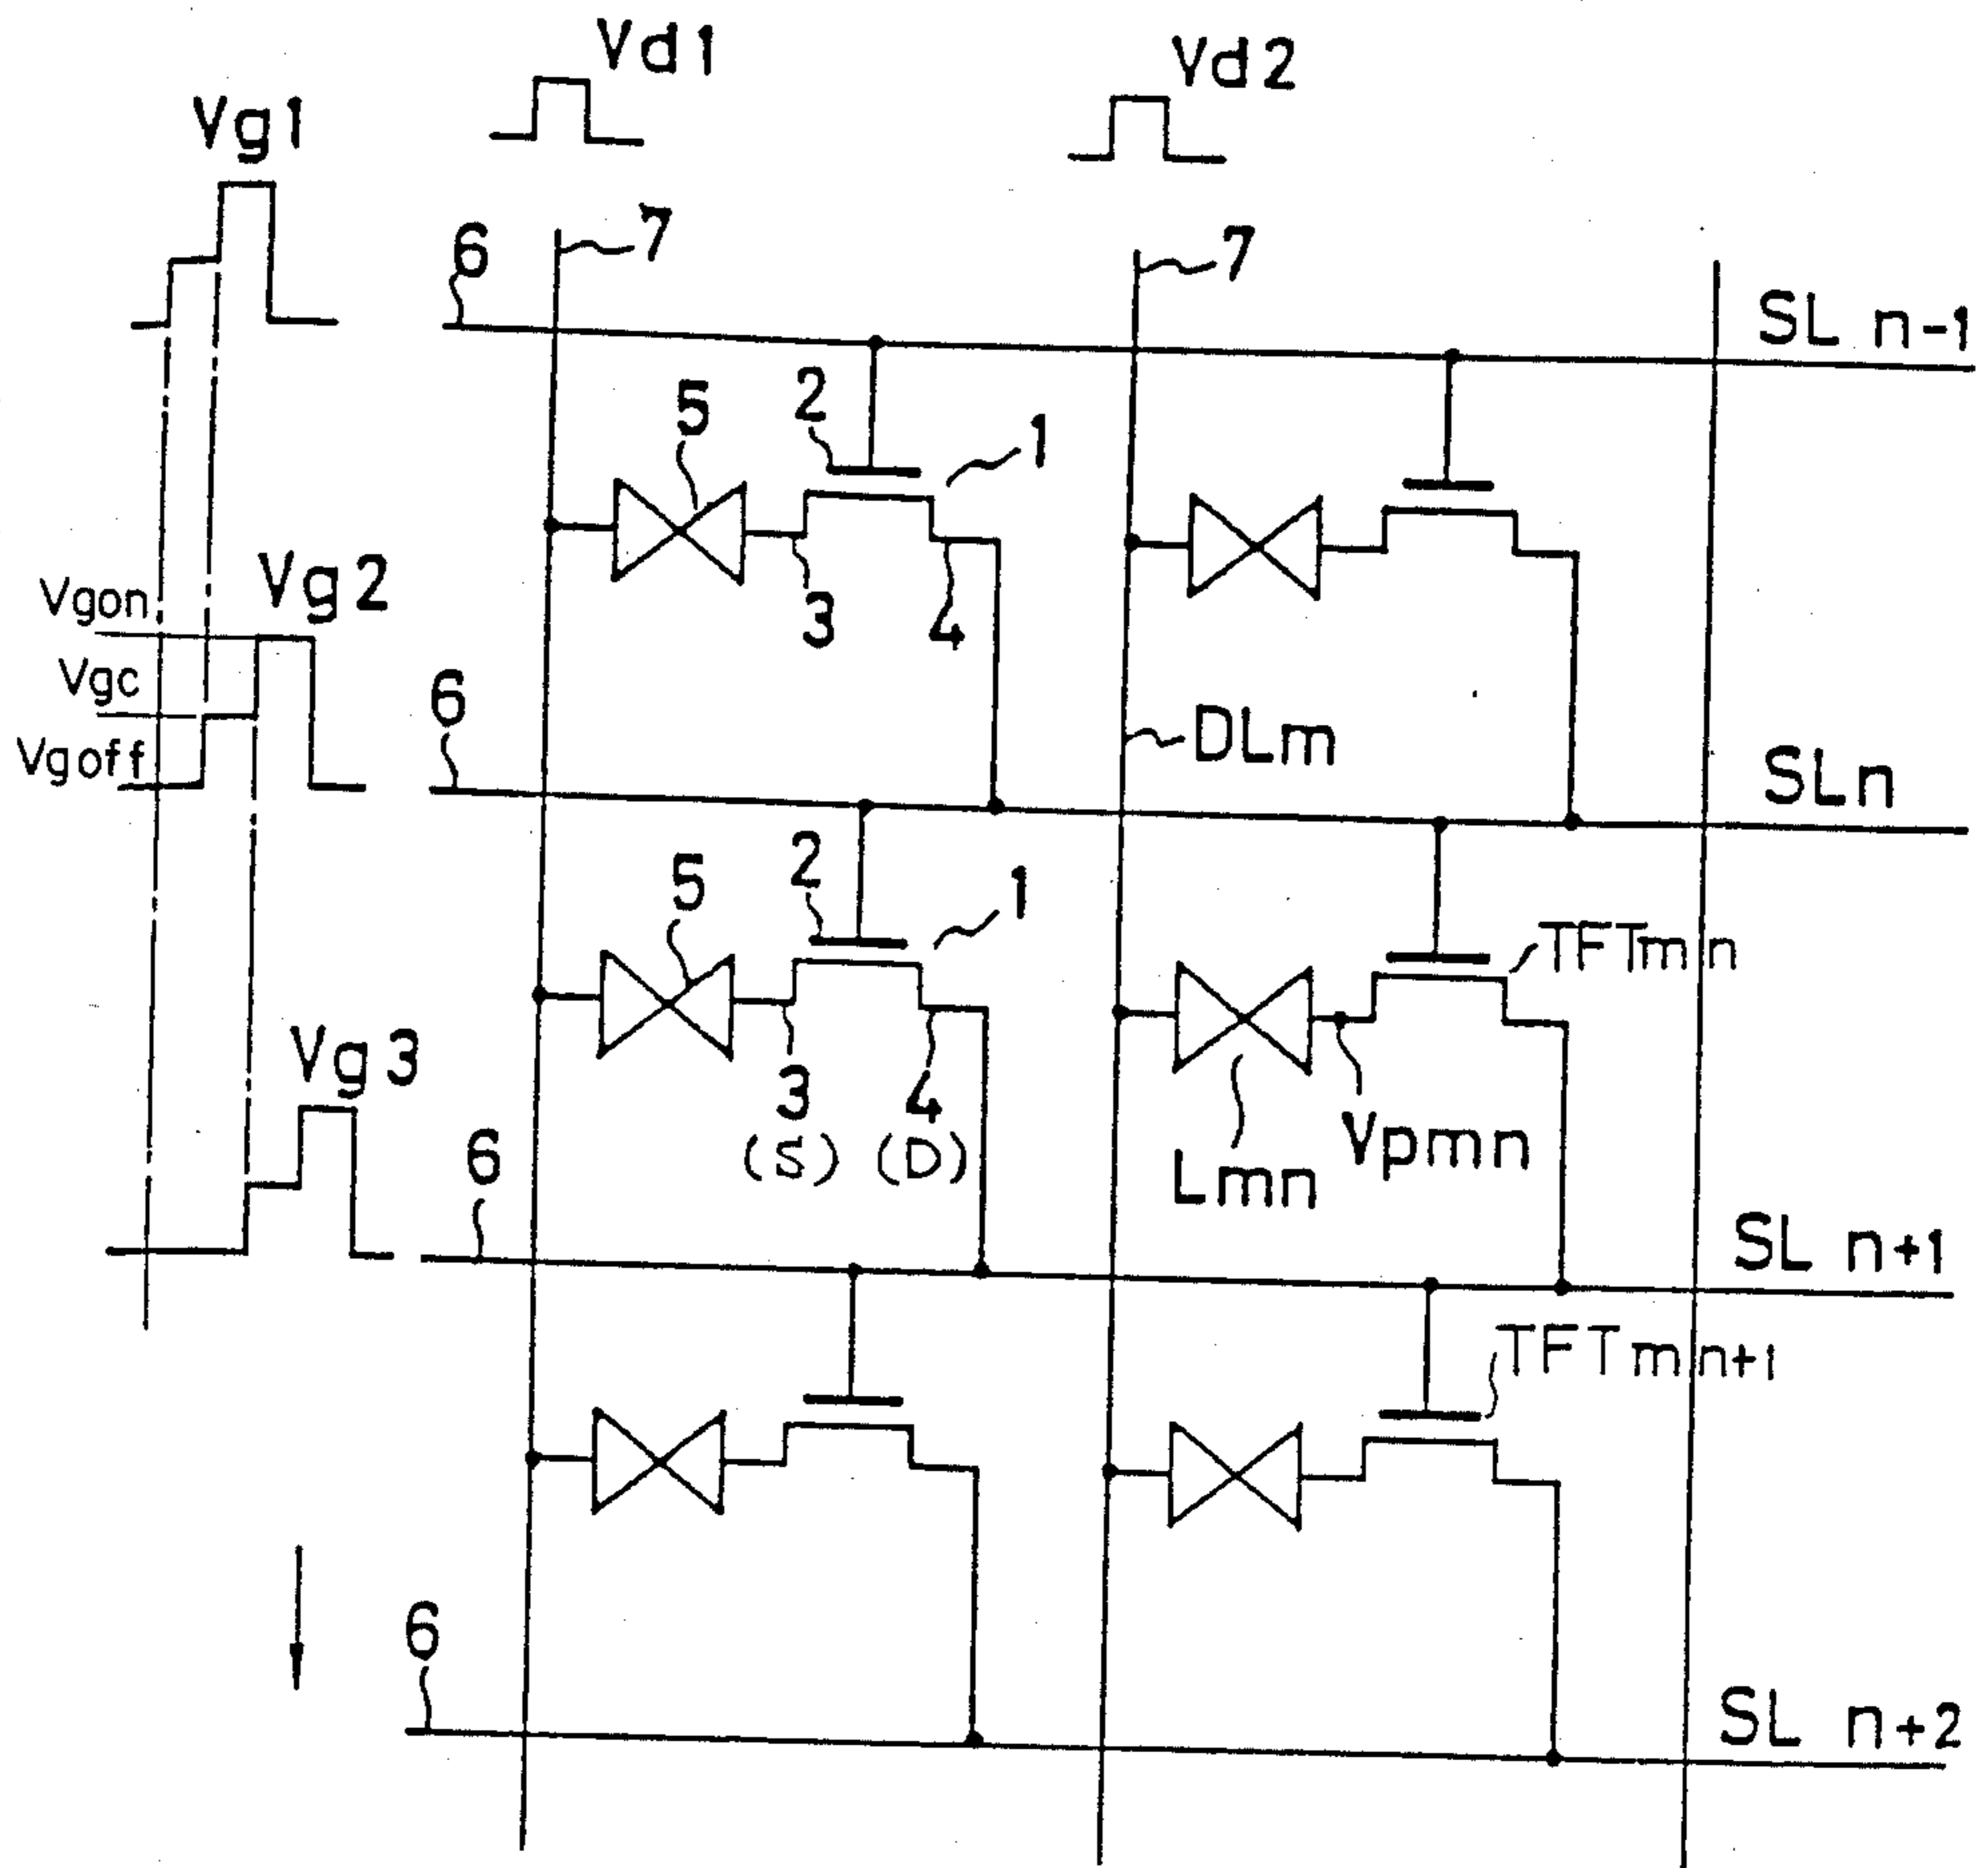 Vd1
Vd2
Vg1
7
7
6
SL n-1
5
2
1
3
4
Vg2
Vgon
Vgc
Vgoff
6
DLm
SLn
5
2
1
TFTm n
Vg3
3
4
(S) (D)
Vpmn
Lmn
6
SL n+1
TFTm n+1
6
SL n+2